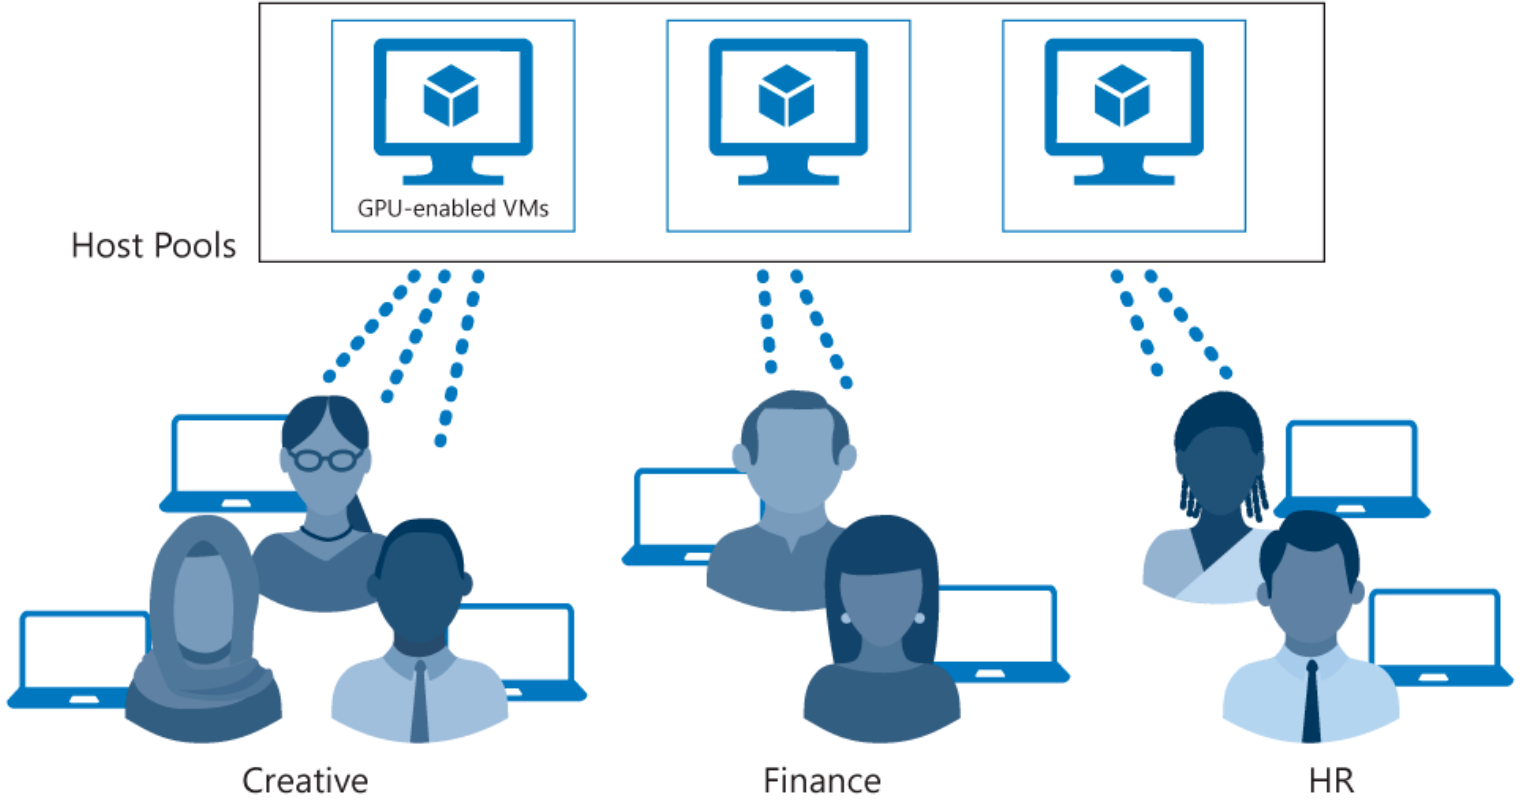 GPU-enabled VMs
Host Pools
Creative
Finance
HR